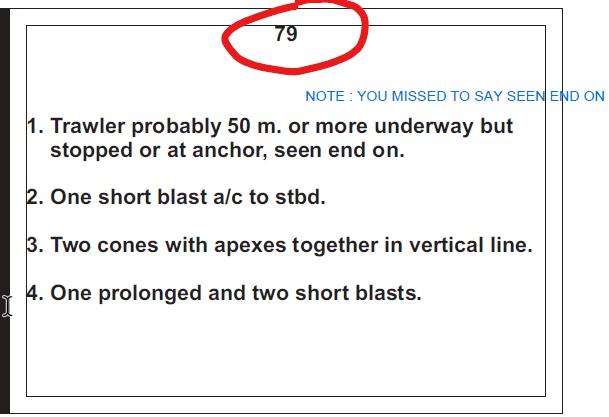 79
NOTE : YOU MISSED TO SAY SEEN END ON
1. Trawler probably 50 m. or more underway but
stopped or at anchor, seen end on.
2. One short blast a/c to stbd.
3. Two cones with apexes together in vertical line.
4. One prolonged and two short blasts.